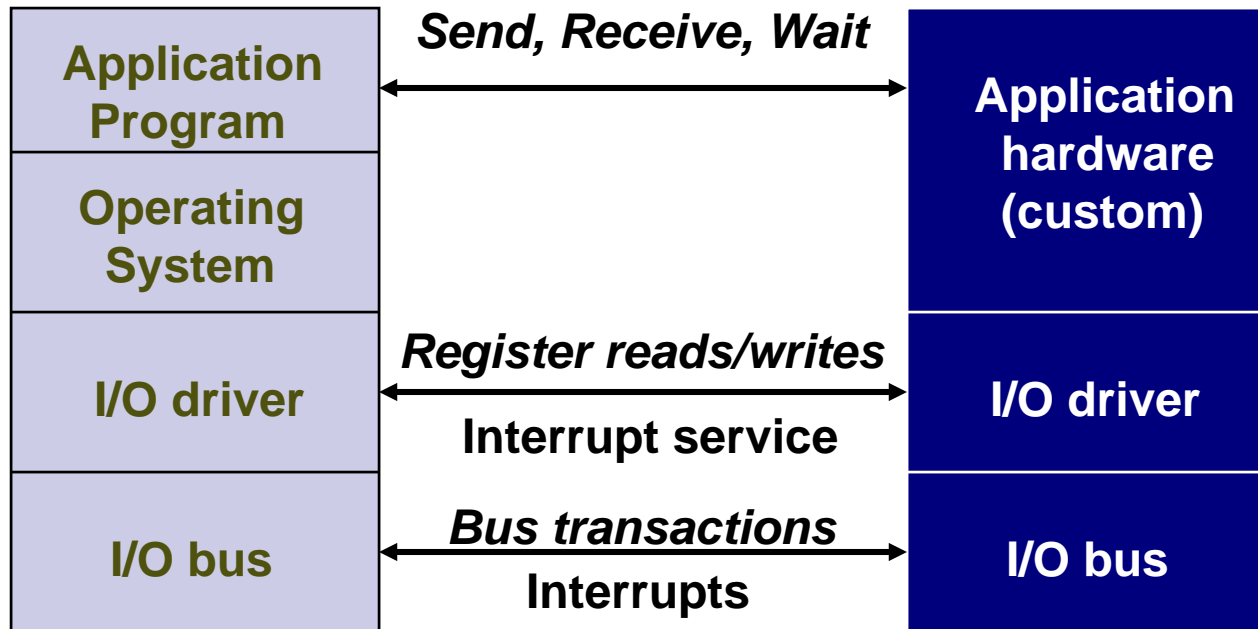 Send, Receive, Wait
Application
Program
Application
hardware
(custom)
Operating
System
Register reads/writes
I/O driver
I/O driver
Interrupt service
Bus transactions
I/O bus
I/O bus
Interrupts